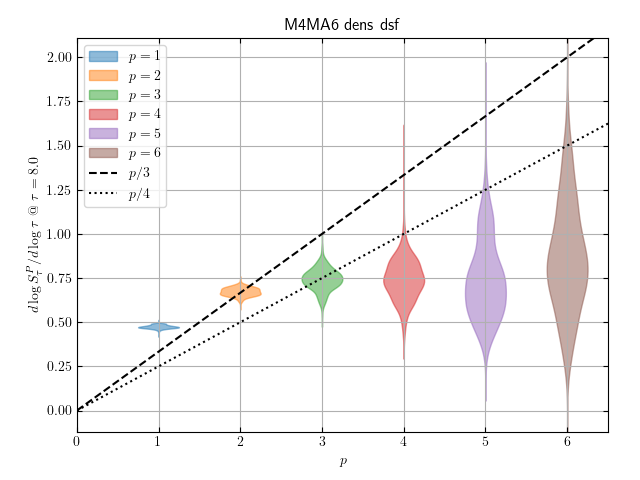 M4MA6 dens dsf
d log S_τ^p / d log τ @ τ = 8.0
2.00
1.75
1.50
1.25
1.00
0.75
0.50
0.25
0.00
p = 1
p = 2
p = 3
p = 4
p = 5
p = 6
p/3
p/4
0 1 2 3 4 5 6
p